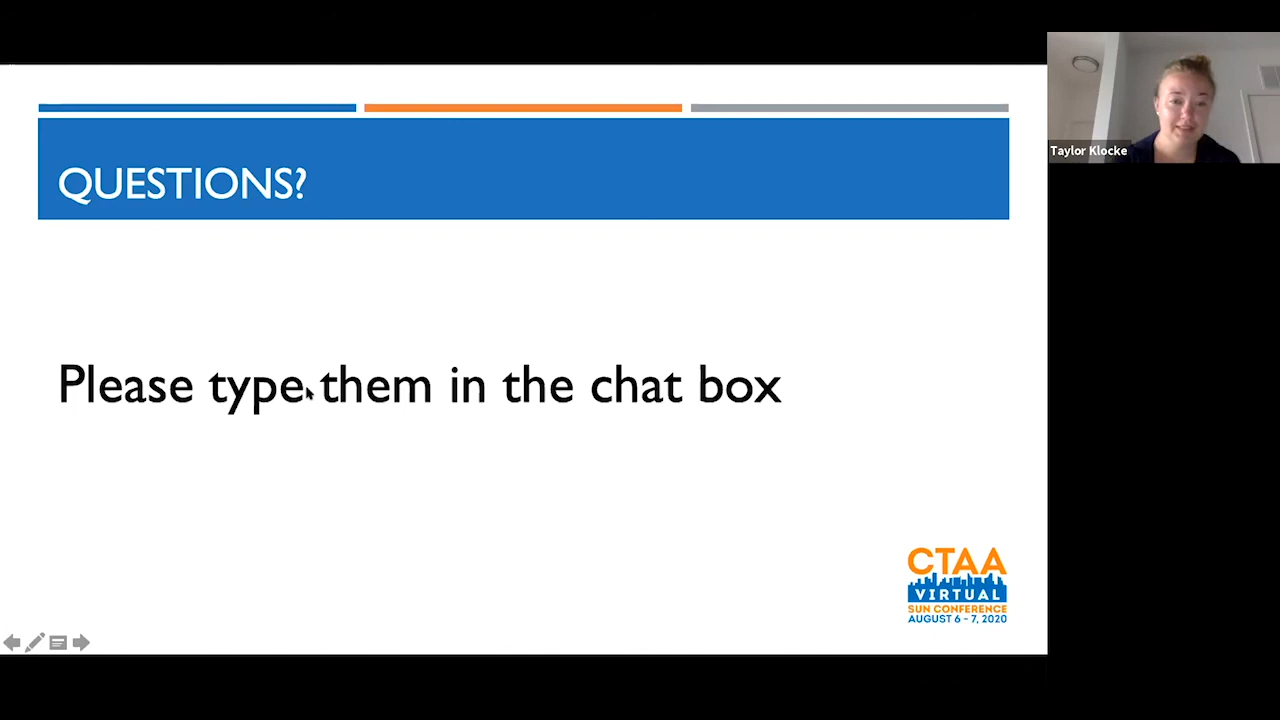 QUESTIONS?
Please type them in the chat box
Taylor Klocke
CTAA
VIRTUAL
SUN CONFERENCE
AUGUST 6 - 7, 2020